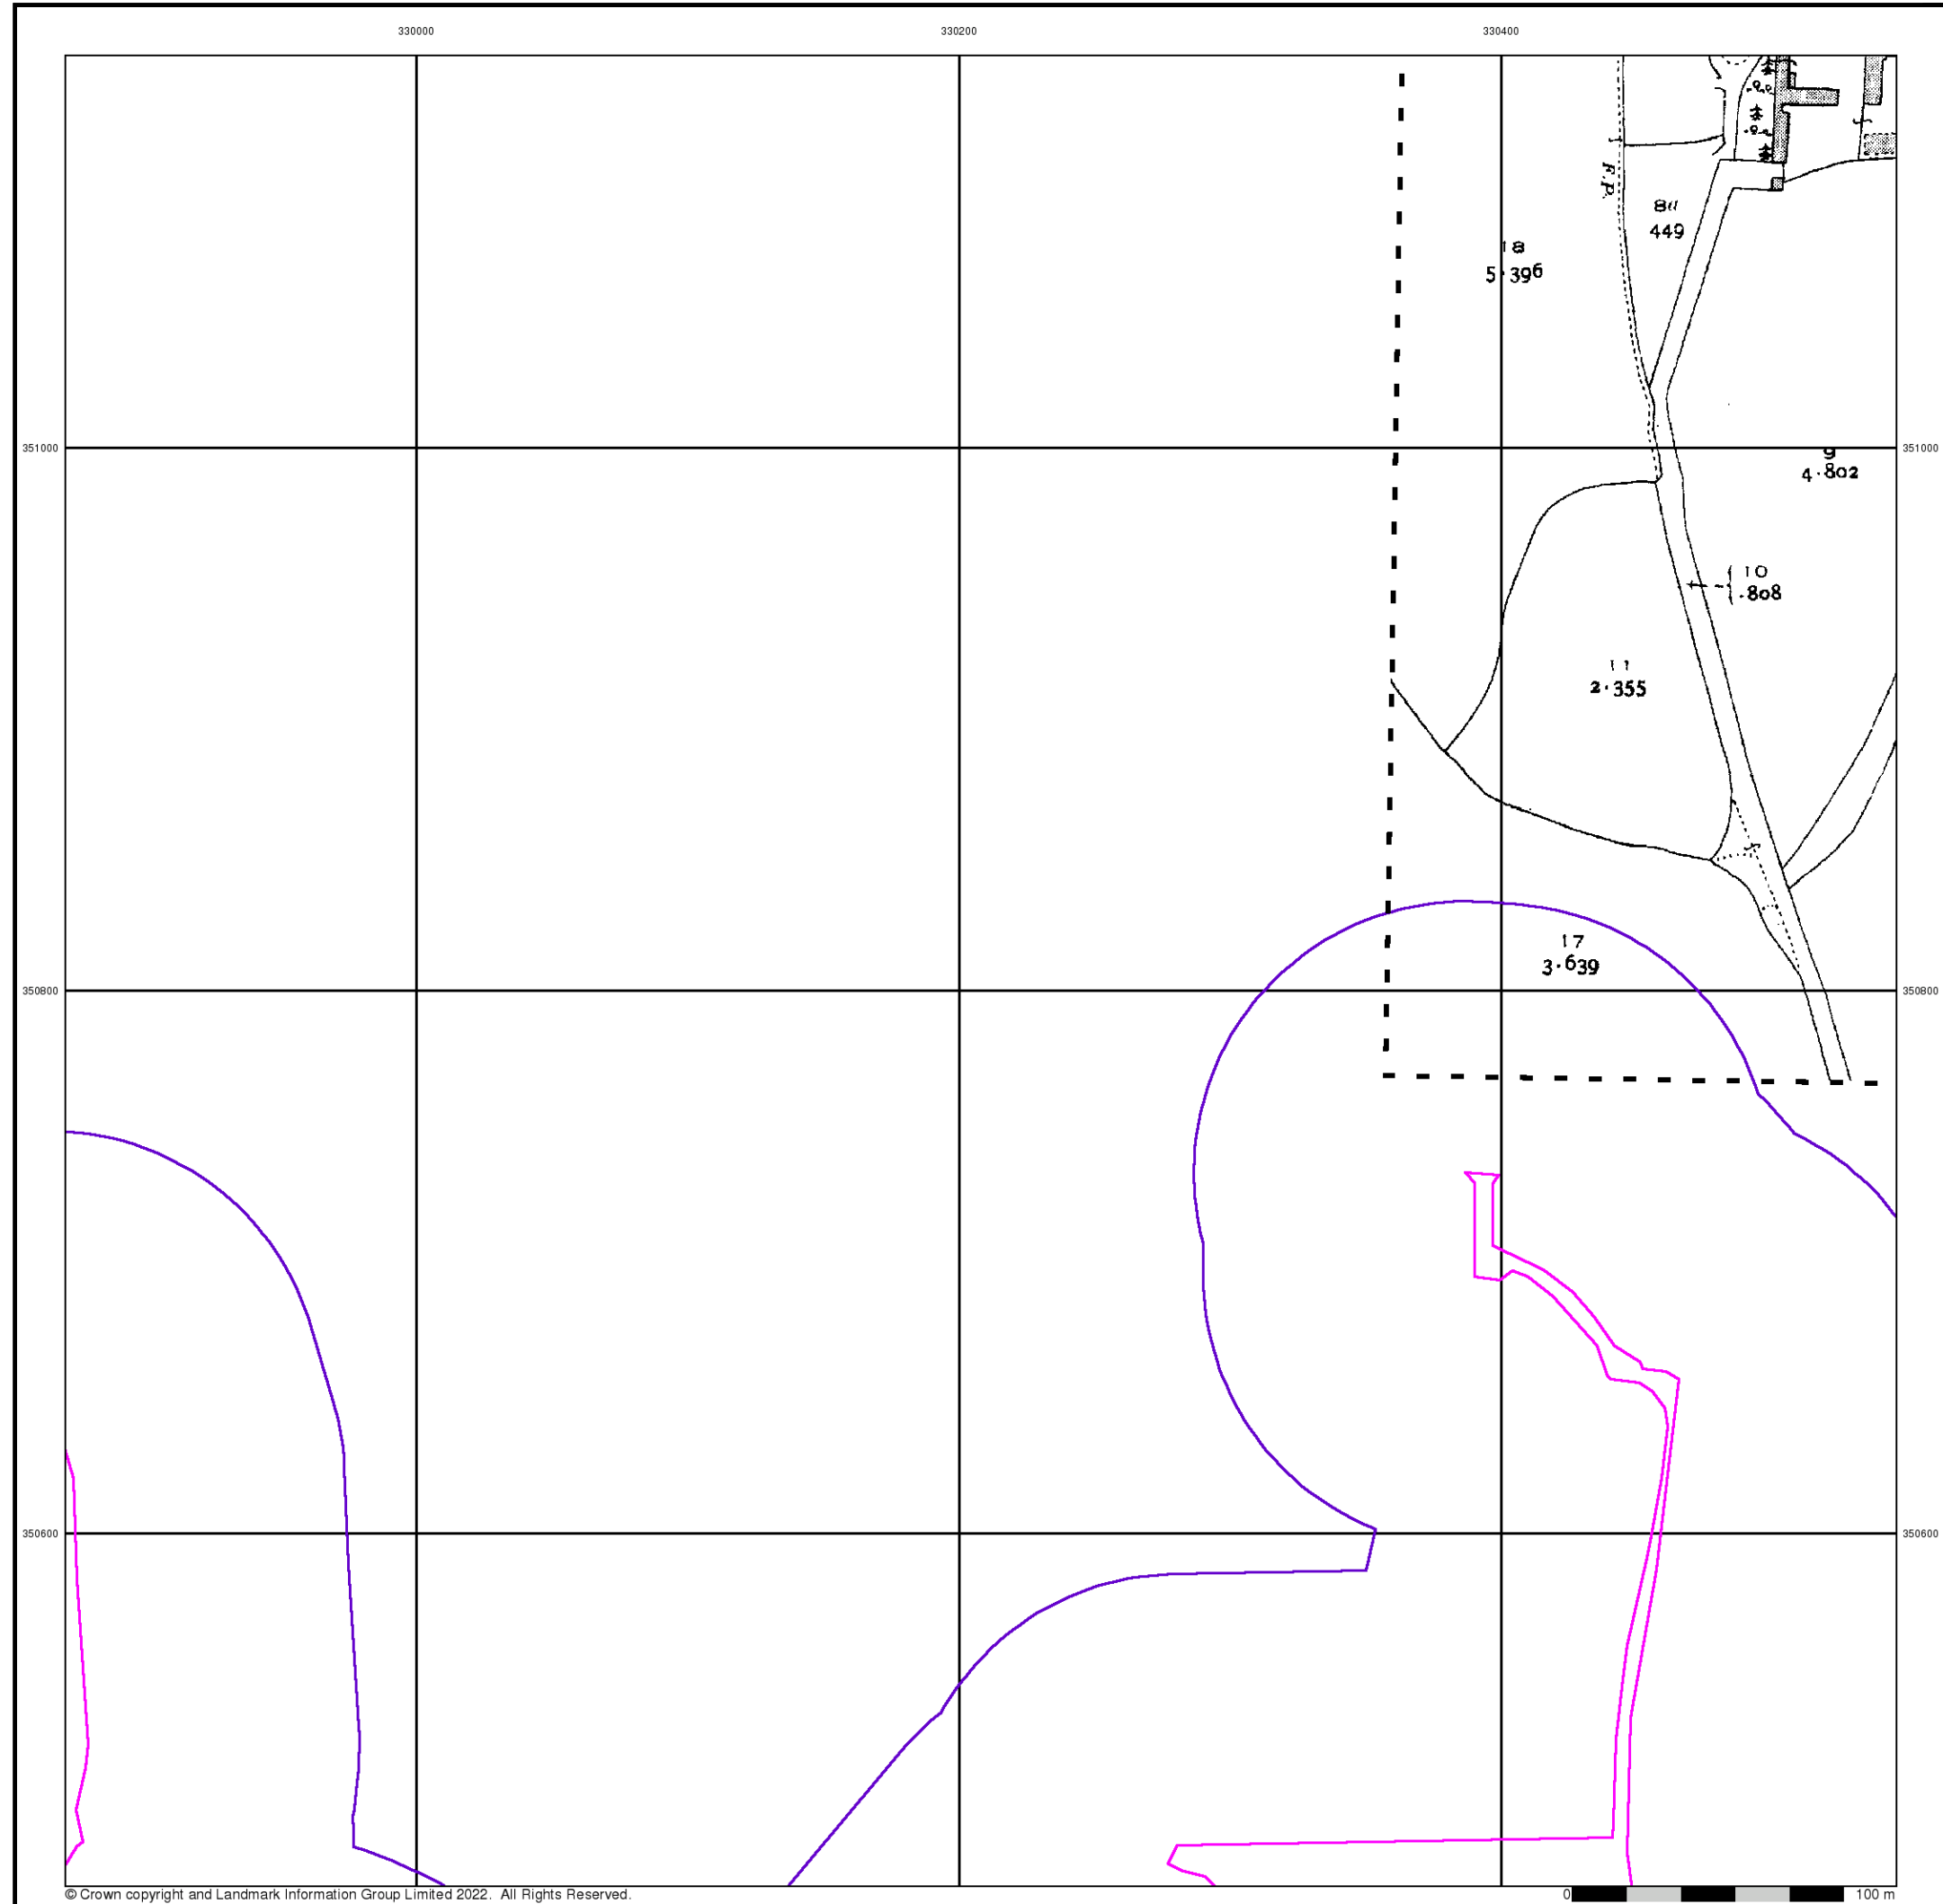 330000 330200 330400
F.P.
8a
449
18
5·396
351000 351000
9
4·802
10
·808
11
2·355
17
3·639
350800 350800
350600 350600
© Crown copyright and Landmark Information Group Limited 2022. All Rights Reserved.
0 100 m